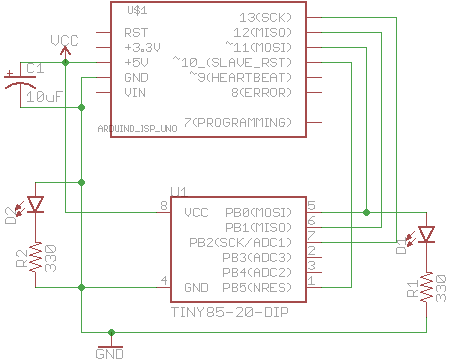 U$1
13(SCK)
RST
12(MISO)
VCC
+3.3V
~11(MOSI)
+5V
~10_(SLAVE_RST)
C1
GND
~9(HEARTBEAT)
VIN
8(ERROR)
10uF
7(PROGRAMMING)
ARDUINO_ISP_UNO
U1
8
VCC
PB0(MOSI)
5
D2
PB1(MISO)
6
PB2(SCK/ADC1)
7
D1
R2
330
PB3(ADC3)
2
PB4(ADC2)
3
4
GND
PB5(NRES)
1
R1
330
TINY85-20-DIP
GND